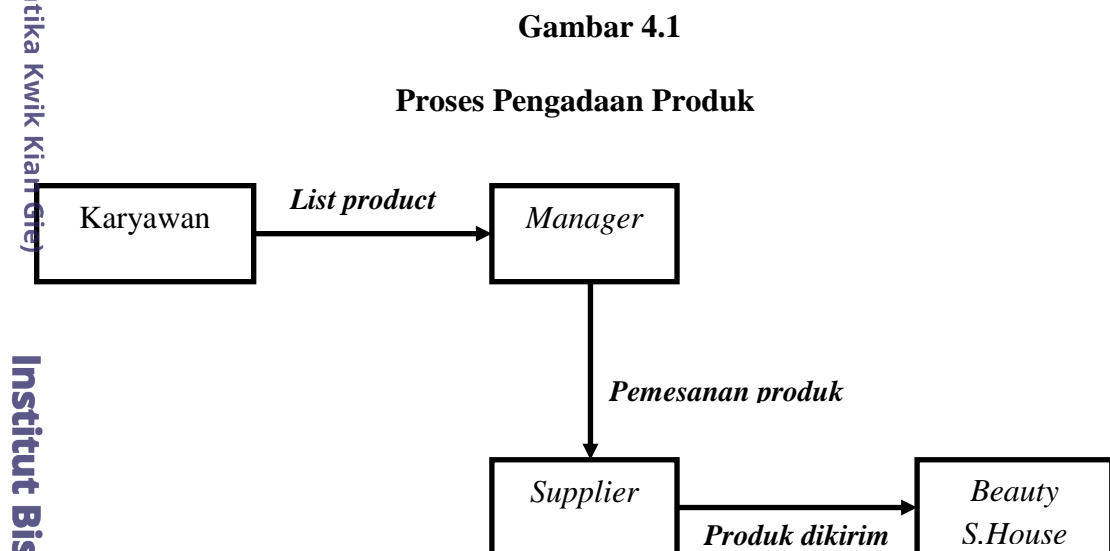 Gambar 4.1
Proses Pengadaan Produk
Karyawan
List product
Manager
Pemesanan produk
Supplier
Produk dikirim
Beauty
S.House
tika Kwik Kian Gie)
Institut Bis